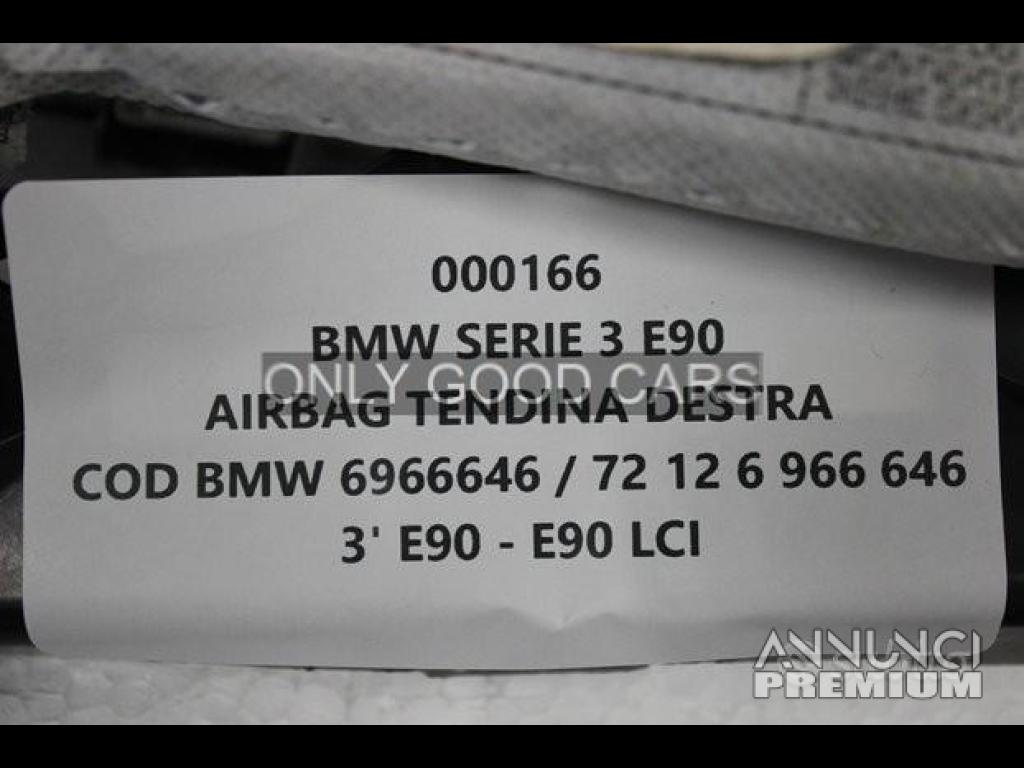 000166
BMW SERIE 3 E90
ONLY GOOD CARS
AIRBAG TENDINA DESTRA
COD BMW 6966646 / 72 12 6 966 646
3' E90 - E90 LCI
ANNUNCI
PREMIUM